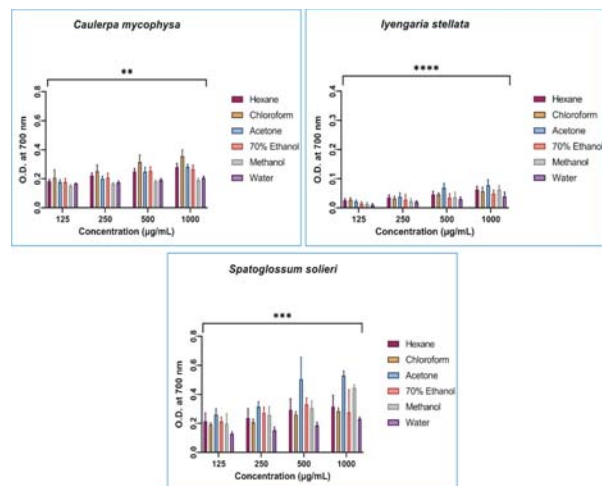 Caulerpa mycophysa
**
O.D. at 700 nm
0.8
0.6
0.4
0.2
0.0
125 250 500 1000
Concentration (µg/mL)
Hexane
Chloroform
Acetone
70% Ethanol
Methanol
Water
Iyengaria stellata
****
O.D. at 700 nm
0.4
0.3
0.2
0.1
0.0
125 250 500 1000
Concentration (µg/mL)
Hexane
Chloroform
Acetone
70% Ethanol
Methanol
Water
Spatoglossum solieri
***
O.D. at 700 nm
0.8
0.6
0.4
0.2
0.0
125 250 500 1000
Concentration (µg/mL)
Hexane
Chloroform
Acetone
70% Ethanol
Methanol
Water